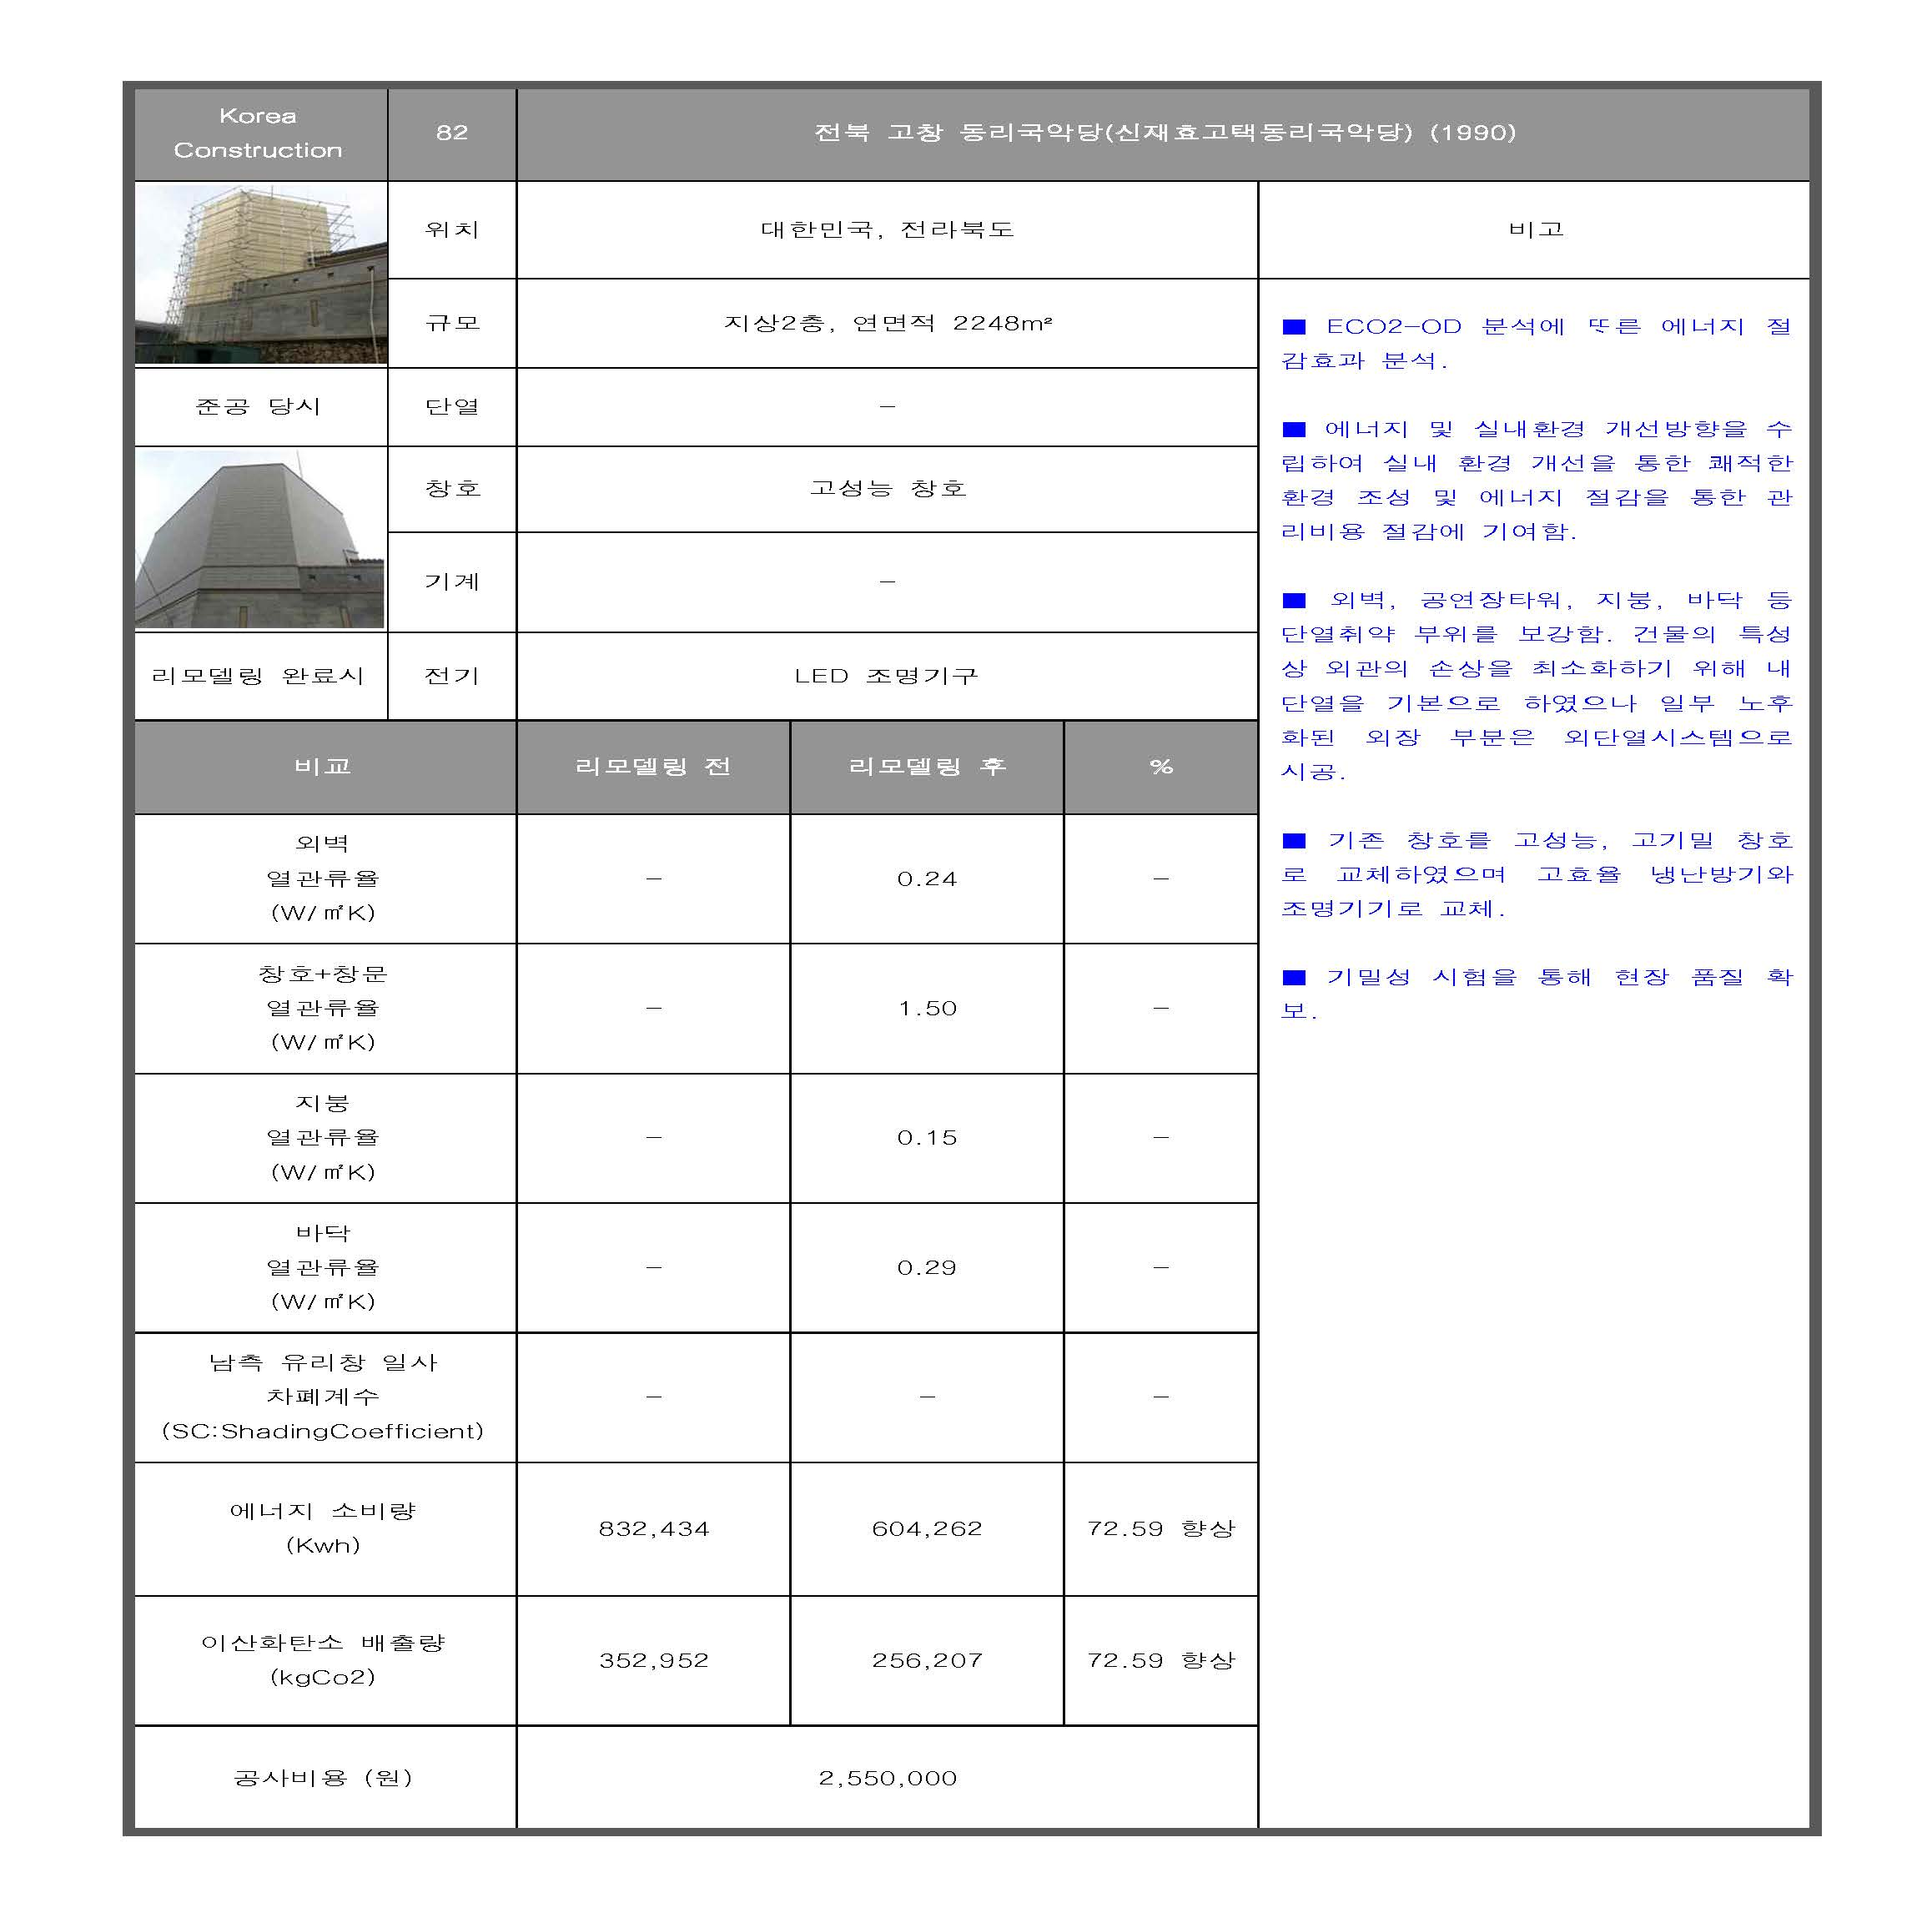 Korea
Construction
82
전북 고창 동리국악당(신재효고택동리국악당) (1990)
위치
대한민국, 전라북도
비고
규모
지상2층, 연면적 2248m²
준공 당시
단열
–
창호
고성능 창호
기계
–
리모델링 완료시
전기
LED 조명기구
■ ECO2-OD 분석에 ᄄᆞ른 에너지 절
감효과 분석.
■ 에너지 및 실내환경 개선방향을 수
립하여 실내 환경 개선을 통한 쾌적한
환경 조성 및 에너지 절감을 통한 관
리비용 절감에 기여함.
■ 외벽, 공연장타워, 지붕, 바닥 등
단열취약 부위를 보강함. 건물의 특성
상 외관의 손상을 최소화하기 위해 내
단열을 기본으로 하였으나 일부 노후
화된 외장 부분은 외단열시스템으로
시공.
■ 기존 창호를 고성능, 고기밀 창호
로 교체하였으며 고효율 냉난방기와
조명기기로 교체.
■ 기밀성 시험을 통해 현장 품질 확
보.
비교
리모델링 전
리모델링 후
%
외벽
열관류율
(W/㎡K)
–
0.24
–
창호+창문
열관류율
(W/㎡K)
–
1.50
–
지붕
열관류율
(W/㎡K)
–
0.15
–
바닥
열관류율
(W/㎡K)
–
0.29
–
남측 유리창 일사
차폐계수
(SC:ShadingCoefficient)
–
–
–
에너지 소비량
(Kwh)
832,434
604,262
72.59 향상
이산화탄소 배출량
(kgCo2)
352,952
256,207
72.59 향상
공사비용 (원)
2,550,000